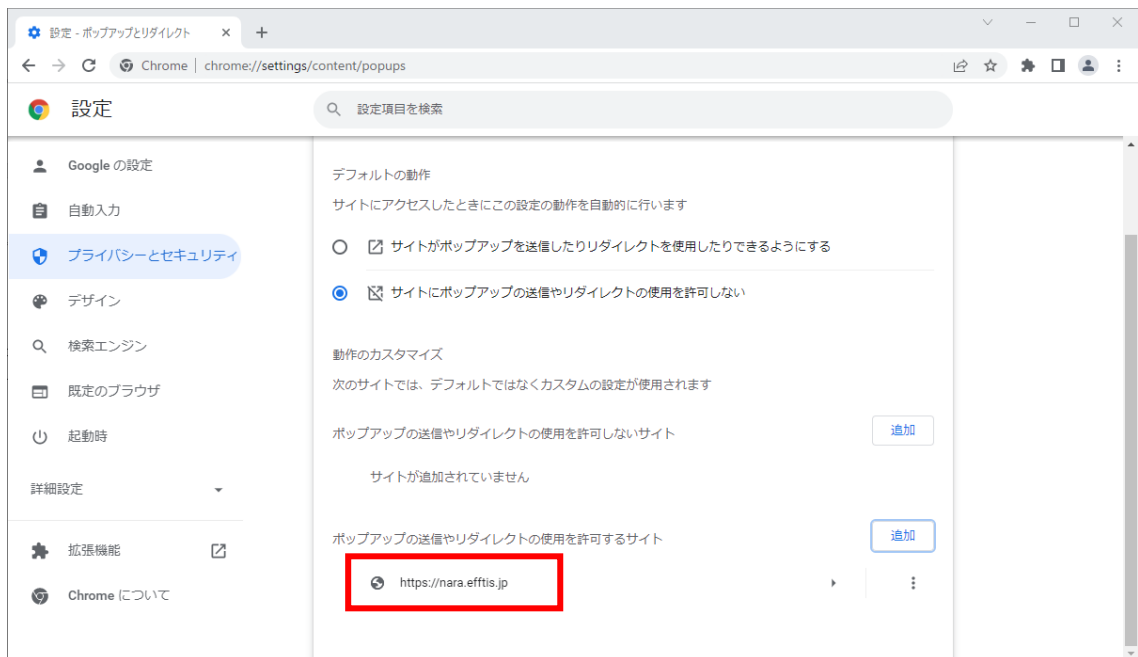 設定 - ポップアップとリダイレクト
Chrome | chrome://settings/content/popups
設定
設定項目を検索
Google の設定
自動入力
プライバシーとセキュリティ
デザイン
検索エンジン
既定のブラウザ
起動時
詳細設定
拡張機能
Chrome について
デフォルトの動作
サイトにアクセスしたときにこの設定の動作を自動的に行います
サイトがポップアップを送信したりリダイレクトを使用したりできるようにする
サイトにポップアップの送信やリダイレクトの使用を許可しない
動作のカスタマイズ
次のサイトでは、デフォルトではなくカスタムの設定が使用されます
ポップアップの送信やリダイレクトの使用を許可しないサイト
追加
サイトが追加されていません
ポップアップの送信やリダイレクトの使用を許可するサイト
追加
https://nara.efftis.jp